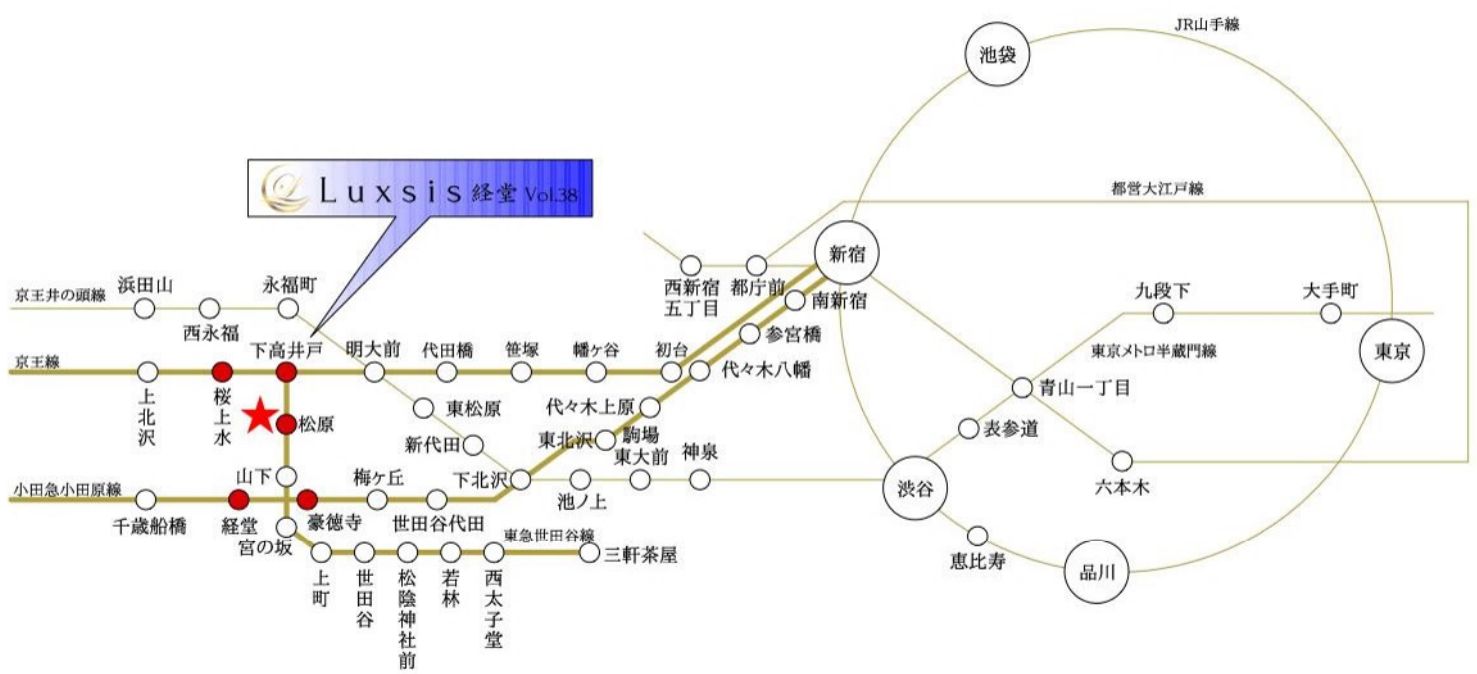 JR山手線
池袋
Luxsis 経堂 Vol.38
都営大江戸線
新宿
西新宿
五丁目
都庁前
南新宿
京王井の頭線
浜田山
西永福
永福町
九段下
大手町
参宮橋
東京メトロ半蔵門線
東京
京王線
下高井戸
明大前
代田橋
笹塚
幡ヶ谷
初台
代々木八幡
上北沢
桜上水
青山一丁目
松原
東松原
代々木上原
表参道
新代田
東北沢
駒場
東大前
神泉
山下
梅ヶ丘
下北沢
池ノ上
渋谷
六本木
小田急小田原線
千歳船橋
経堂
豪徳寺
世田谷代田
宮の坂
東急世田谷線
三軒茶屋
恵比寿
品川
上町
世田谷
松陰神社前
若林
西太子堂